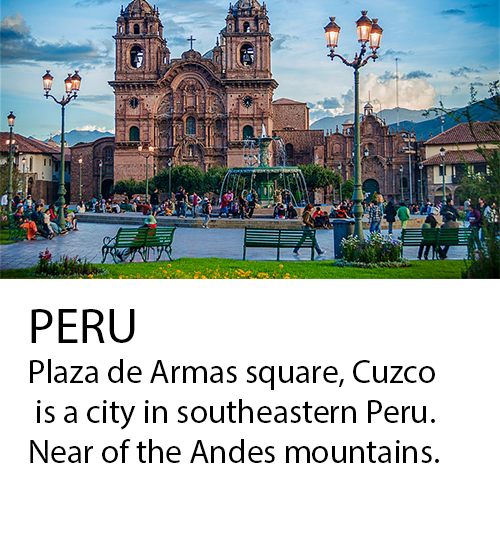 PERU
Plaza de Armas square, Cuzco
is a city in southeastern Peru.
Near of the Andes mountains.